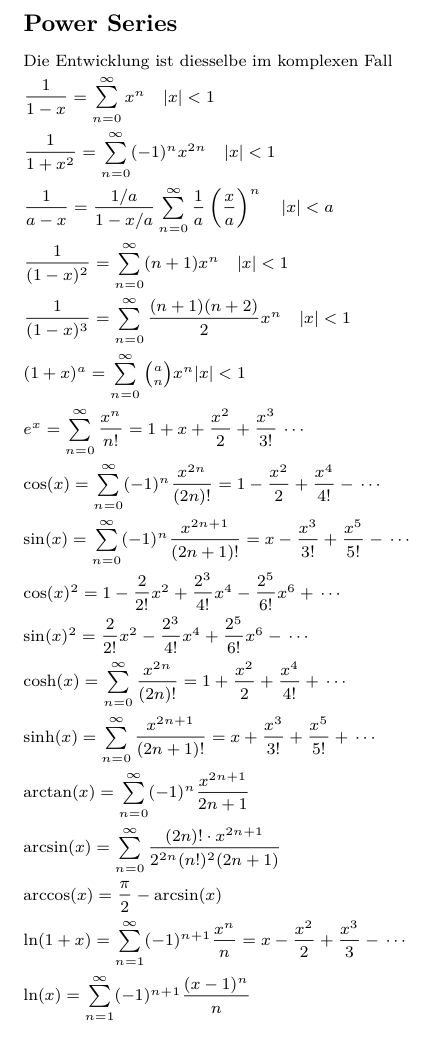 Power Series
Die Entwicklung ist diesselbe im komplexen Fall
\frac{1}{1-x} = \sum_{n=0}^{\infty} x^n \quad |x| < 1
\frac{1}{1+x^2} = \sum_{n=0}^{\infty} (-1)^n x^{2n} \quad |x| < 1
\frac{1}{a-x} = \frac{1/a}{1-x/a} \sum_{n=0}^{\infty} \frac{1}{a} \left(\frac{x}{a}\right)^n \quad |x| < a
\frac{1}{(1-x)^2} = \sum_{n=0}^{\infty} (n+1)x^n \quad |x| < 1
\frac{1}{(1-x)^3} = \sum_{n=0}^{\infty} \frac{(n+1)(n+2)}{2} x^n \quad |x| < 1
(1+x)^a = \sum_{n=0}^{\infty} \binom{a}{n} x^n |x| < 1
e^x = \sum_{n=0}^{\infty} \frac{x^n}{n!} = 1 + x + \frac{x^2}{2} + \frac{x^3}{3!} \cdots
\cos(x) = \sum_{n=0}^{\infty} (-1)^n \frac{x^{2n}}{(2n)!} = 1 - \frac{x^2}{2} + \frac{x^4}{4!} - \cdots
\sin(x) = \sum_{n=0}^{\infty} (-1)^n \frac{x^{2n+1}}{(2n+1)!} = x - \frac{x^3}{3!} + \frac{x^5}{5!} - \cdots
\cos(x)^2 = 1 - \frac{2}{2!}x^2 + \frac{2^3}{4!}x^4 - \frac{2^5}{6!}x^6 + \cdots
\sin(x)^2 = \frac{2}{2!}x^2 - \frac{2^3}{4!}x^4 + \frac{2^5}{6!}x^6 - \cdots
\cosh(x) = \sum_{n=0}^{\infty} \frac{x^{2n}}{(2n)!} = 1 + \frac{x^2}{2} + \frac{x^4}{4!} + \cdots
\sinh(x) = \sum_{n=0}^{\infty} \frac{x^{2n+1}}{(2n+1)!} = x + \frac{x^3}{3!} + \frac{x^5}{5!} + \cdots
\arctan(x) = \sum_{n=0}^{\infty} (-1)^n \frac{x^{2n+1}}{2n+1}
\arcsin(x) = \sum_{n=0}^{\infty} \frac{(2n)! \cdot x^{2n+1}}{2^{2n}(n!)^2(2n+1)}
\arccos(x) = \frac{\pi}{2} - \arcsin(x)
\ln(1+x) = \sum_{n=1}^{\infty} (-1)^{n+1} \frac{x^n}{n} = x - \frac{x^2}{2} + \frac{x^3}{3} - \cdots
\ln(x) = \sum_{n=1}^{\infty} (-1)^{n+1} \frac{(x-1)^n}{n}